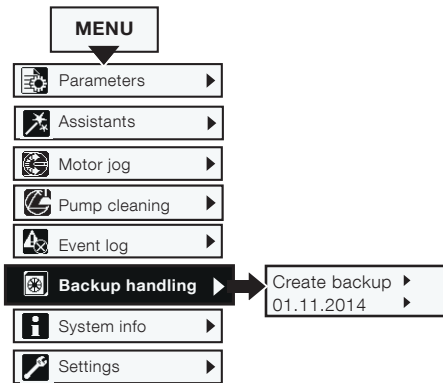 MENU
Parameters
Assistants
Motor jog
Pump cleaning
Event log
Backup handling
Create backup
01.11.2014
System info
Settings